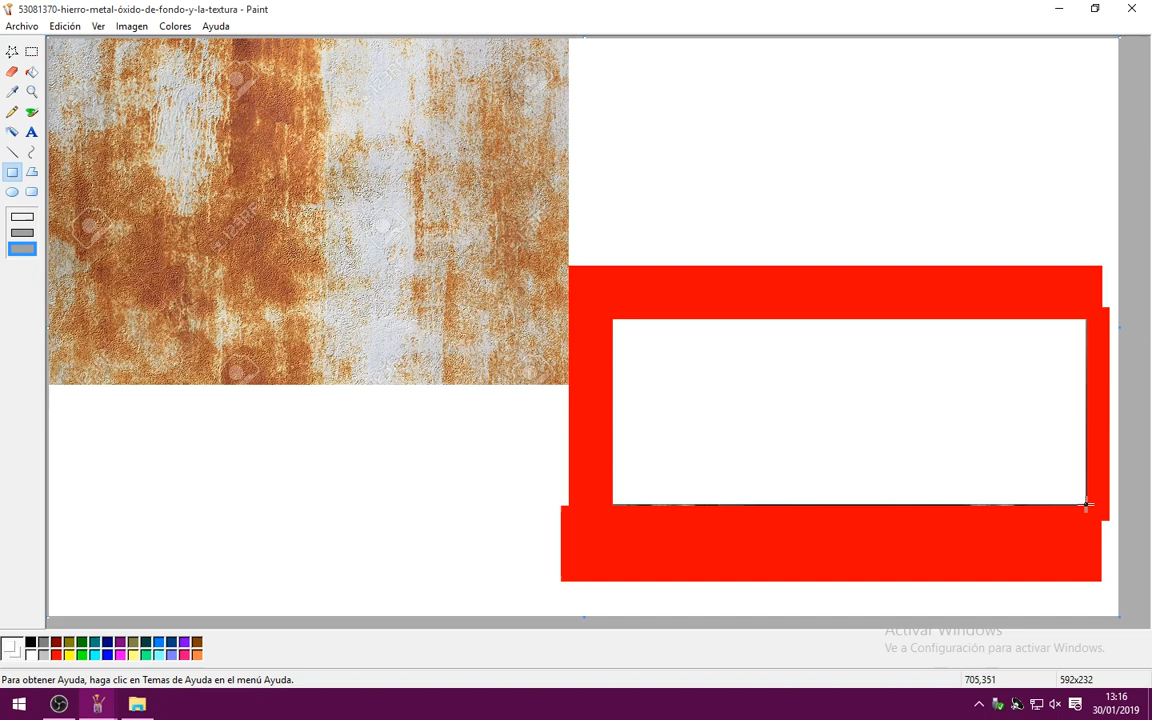 53081370-hierro-metal-óxido-de-fondo-y-la-textura - Paint
Archivo Edición Ver Imagen Colores Ayuda
123RF
A
Activar Windows
Ve a Configuración para activar Windows.
Para obtener Ayuda, haga clic en Temas de Ayuda en el menú Ayuda.
705,351
592x232
13:16
30/01/2019